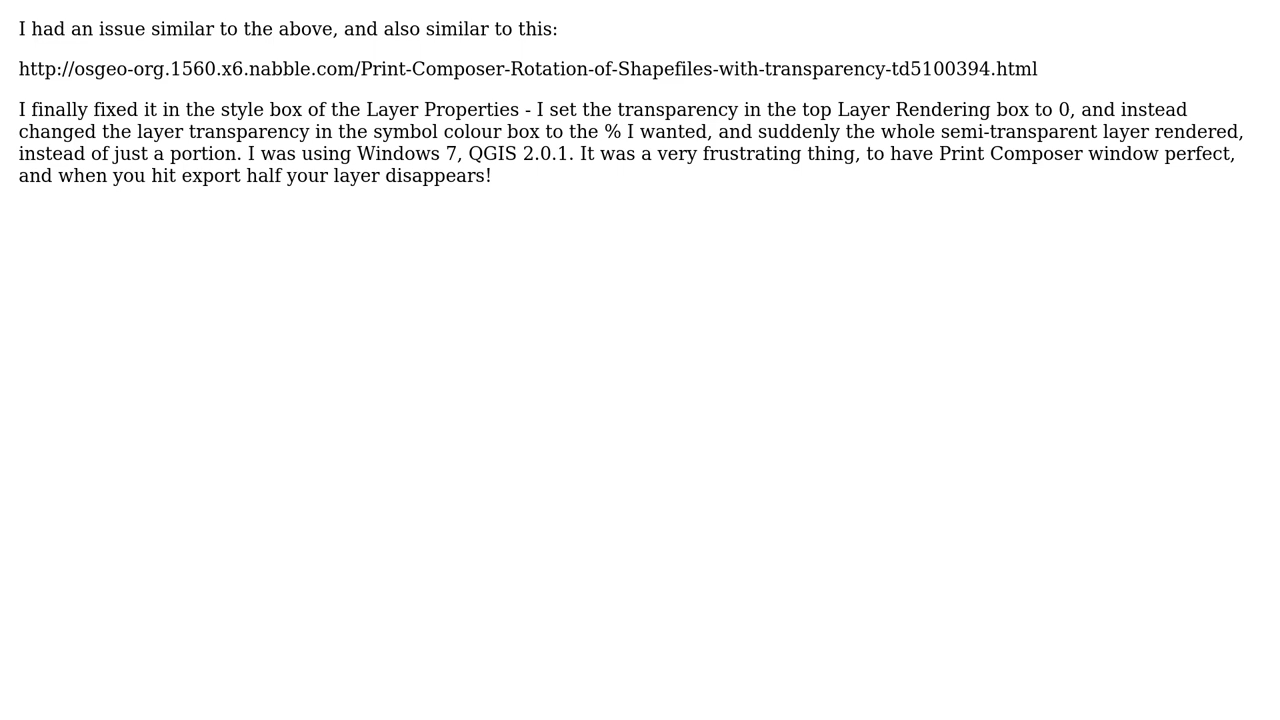 I had an issue similar to the above, and also similar to this:
http://osgeo-org.1560.x6.nabble.com/Print-Composer-Rotation-of-Shapefiles-with-transparency-td5100394.html
I finally fixed it in the style box of the Layer Properties - I set the transparency in the top Layer Rendering box to 0, and instead
changed the layer transparency in the symbol colour box to the % I wanted, and suddenly the whole semi-transparent layer rendered,
instead of just a portion. I was using Windows 7, QGIS 2.0.1. It was a very frustrating thing, to have Print Composer window perfect,
and when you hit export half your layer disappears!